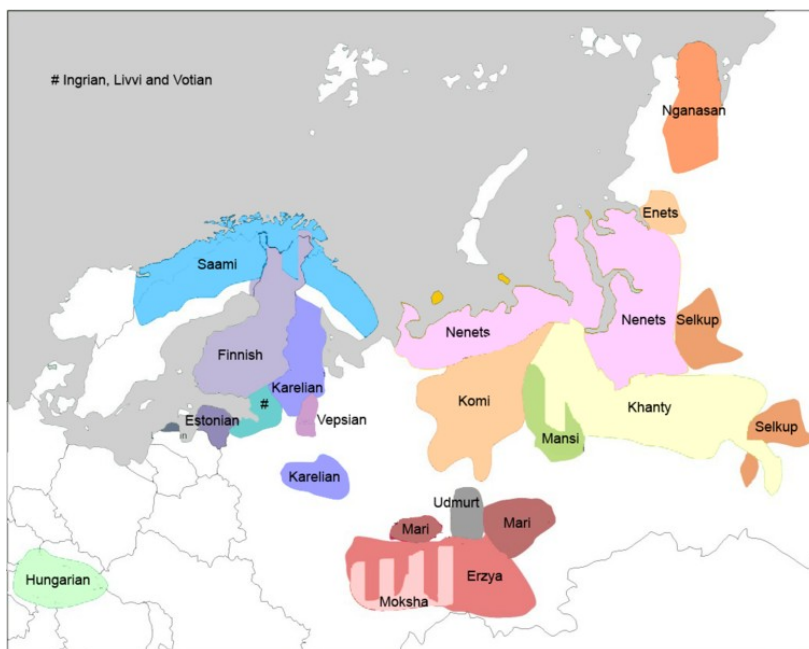 # Ingrian, Livvi and Votian
Nganasan
Enets
Saami
Nenets
Nenets
Selkup
Finnish
Karelian
Komi
Khanty
#
Estonian
Vepsian
Mansi
Selkup
Karelian
Udmurt
Mari
Mari
Hungarian
Erzya
Moksha